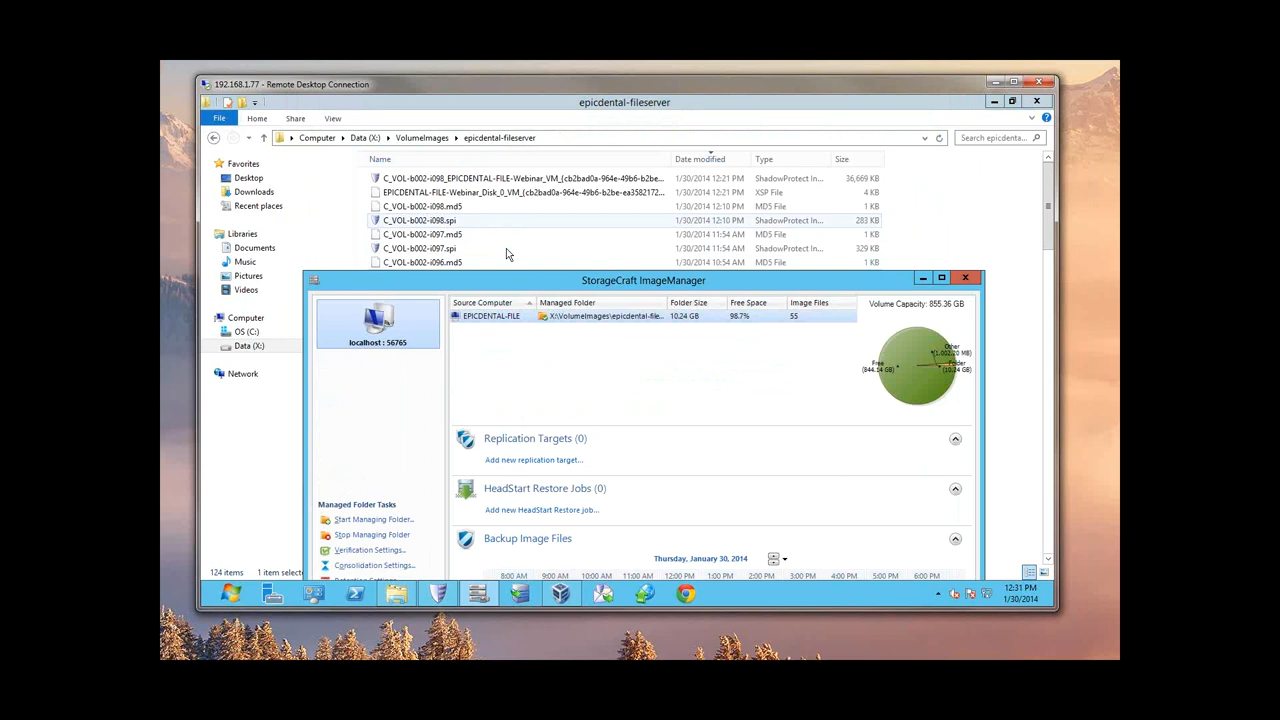 192.168.1.77 - Remote Desktop Connection
epicdental-fileserver
File Home Share View
Computer Data (X:) VolumeImages epicdental-fileserver
Search epicdenta...
Name Date modified Type Size
Favorites
Desktop
Downloads
Recent places
Libraries
Documents
Music
Pictures
Videos
Computer
OS (C:)
Data (X:)
Network
C_VOL-b002-i098_EPICDENTAL-FILE-Webinar_VM_{cb2bad0a-964e-49b6-b2be... 1/30/2014 12:21 PM ShadowProtect In... 36,669 KB
EPICDENTAL-FILE-Webinar_Disk_0_VM_{cb2bad0a-964e-49b6-b2be-ea3582172... 1/30/2014 12:21 PM XSP File 4 KB
C_VOL-b002-i098.md5 1/30/2014 12:10 PM MD5 File 1 KB
C_VOL-b002-i098.spi 1/30/2014 12:10 PM ShadowProtect In... 283 KB
C_VOL-b002-i097.md5 1/30/2014 11:54 AM MD5 File 1 KB
C_VOL-b002-i097.spi 1/30/2014 11:54 AM ShadowProtect In... 329 KB
C_VOL-b002-i096.md5 1/30/2014 10:54 AM MD5 File 1 KB
StorageCraft ImageManager
localhost : 56765
Source Computer Managed Folder Folder Size Free Space Image Files
EPICDENTAL-FILE X:\VolumeImages\epicdental-file... 10.24 GB 98.7% 55
Volume Capacity: 855.36 GB
Other
(1,002.20 MB)
Free
(844.14 GB)
Folder
(10.24 GB)
Replication Targets (0)
Add new replication target...
HeadStart Restore Jobs (0)
Add new HeadStart Restore job...
Backup Image Files
Thursday, January 30, 2014
8:00 AM 9:00 AM 10:00 AM 11:00 AM 12:00 PM 1:00 PM 2:00 PM 3:00 PM 4:00 PM 5:00 PM 6:00 PM
Managed Folder Tasks
Start Managing Folder...
Stop Managing Folder
Verification Settings...
Consolidation Settings...
124 items 1 item select
12:31 PM
1/30/2014